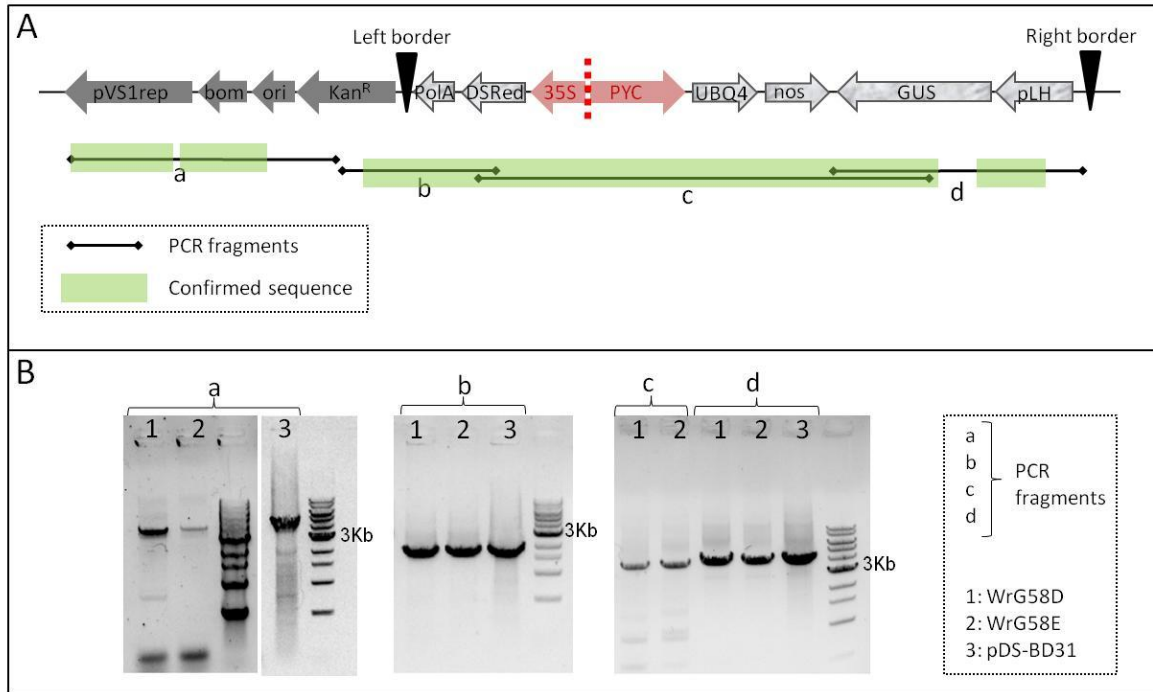 A
Left border
Right border
pVS1rep
bom
ori
Kan^R
PolA
DSRed
35S
PYC
UBQ4
nos
GUS
pLH
a
b
c
d
PCR fragments
Confirmed sequence
B
a
1
2
3
3Kb
b
1
2
3
3Kb
c
d
1
2
1
2
3
3Kb
a
b
c
d
PCR
fragments
1: WrG58D
2: WrG58E
3: pDS-BD31